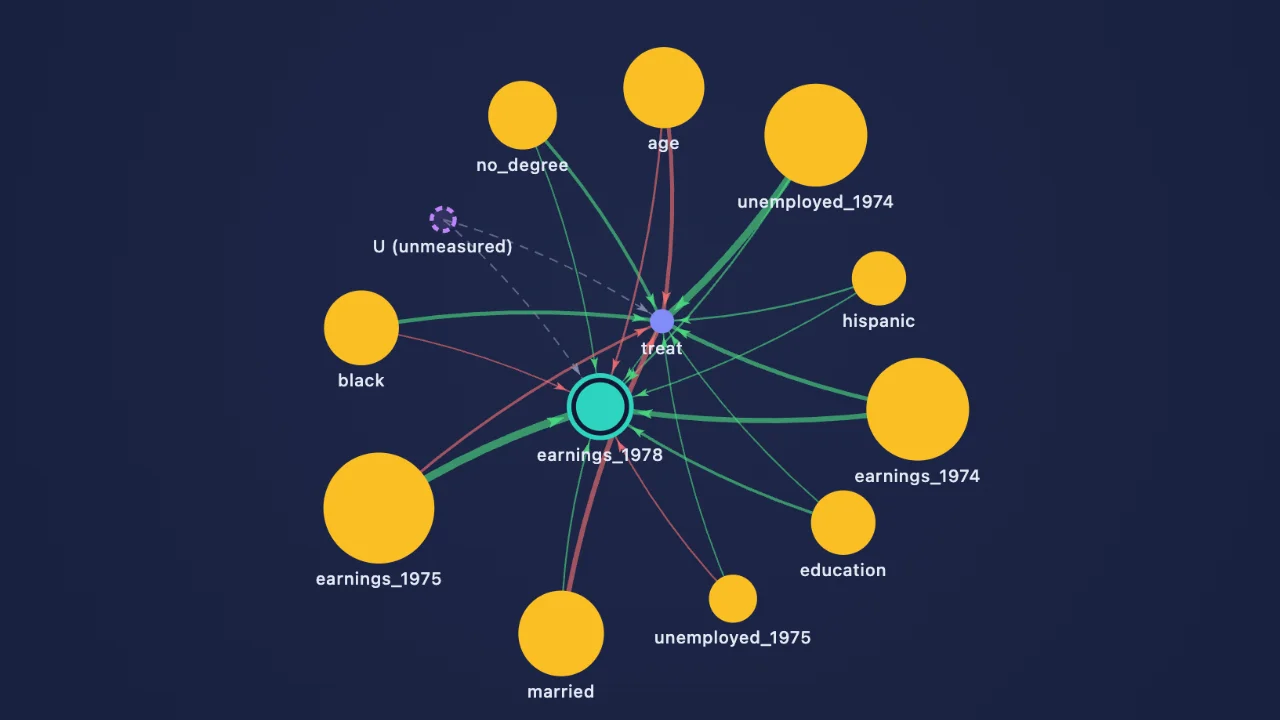 age
no_degree
unemployed_1974
U (unmeasured)
hispanic
treat
black
earnings_1978
earnings_1974
education
earnings_1975
unemployed_1975
married